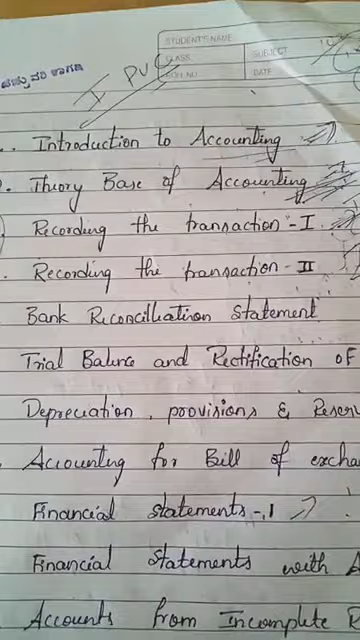 STUDENT'S NAME
CLASS
SUBJECT
ROLL NO.
DATE
I PUC
Introduction to Accounting
Theory Base of Accounting
Recording the transaction - I
Recording the transaction - II
Bank Reconciliation statement
Trial Balance and Rectification of
Depreciation, provisions & Reserv
Accounting for Bill of excha
Financial statements - 1
Financial Statements with A
Accounts from Incomplete R